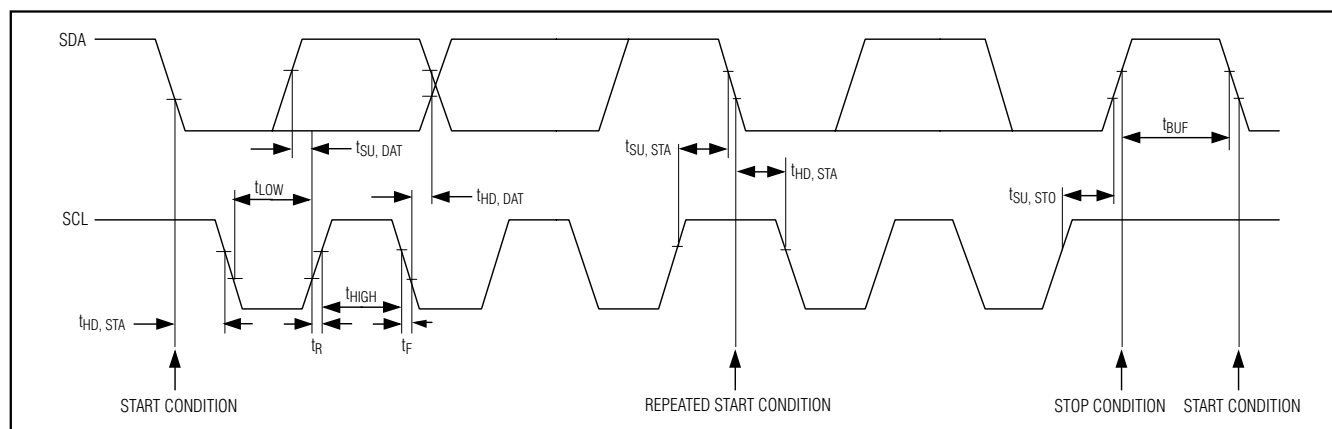 SDA
tSU, DAT
tSU, STA
tBUF
tHD, STA
tLOW
tHD, DAT
tSU, STO
SCL
tHIGH
tHD, STA
tR
tF
START CONDITION
REPEATED START CONDITION
STOP CONDITION
START CONDITION